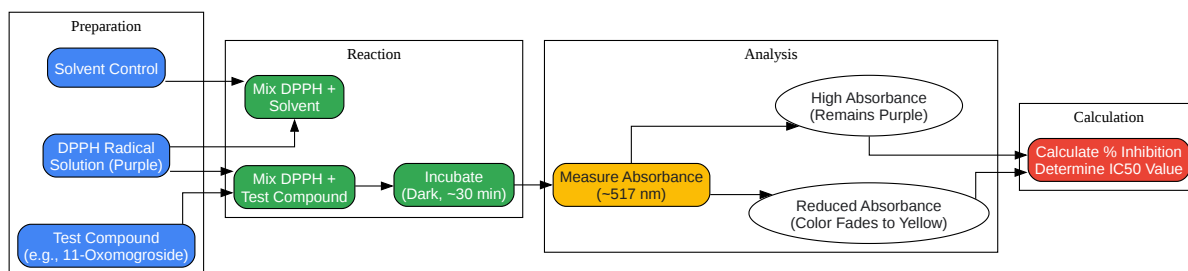 Preparation
Solvent Control
DPPH Radical
Solution (Purple)
Test Compound
(e.g., 11-Oxomogroside)
Reaction
Mix DPPH +
Solvent
Mix DPPH +
Test Compound
Incubate
(Dark, ~30 min)
Analysis
Measure Absorbance
(~517 nm)
High Absorbance
(Remains Purple)
Reduced Absorbance
(Color Fades to Yellow)
Calculation
Calculate % Inhibition
Determine IC50 Value